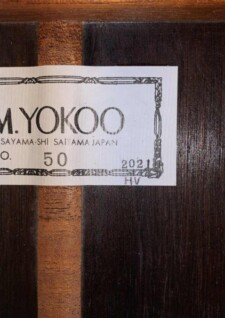 M.YOKOO
SAYAMA-SHI SAITAMA JAPAN
O. 50 2021
HV